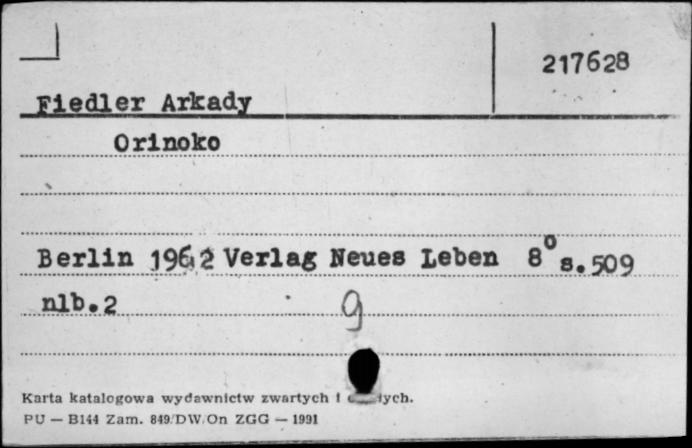 217628
Fiedler Arkady
Orinoko
Berlin 1962 Verlag Neues Leben 8° s.509
nlb.2
g
Karta katalogowa wydawnictw zwartych i
PU — B144 Zam. 849/DW/On ZGG — 1991